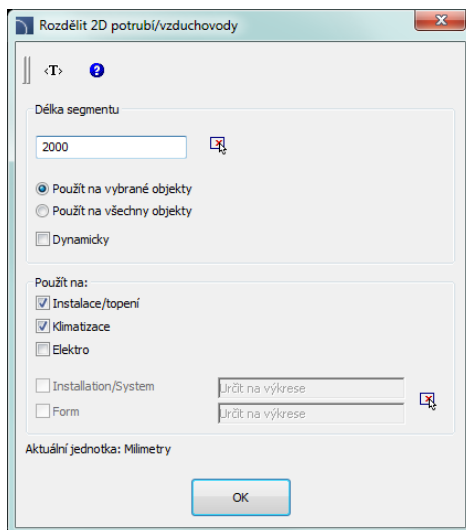 Rozdělit 2D potrubí/vzduchovody
<T>
Délka segmentu
2000
Použít na vybrané objekty
Použít na všechny objekty
Dynamicky
Použít na:
Instalace/topení
Klimatizace
Elektro
Installation/System Určit na výkrese
Form Určit na výkrese
Aktuální jednotka: Milimetry
OK